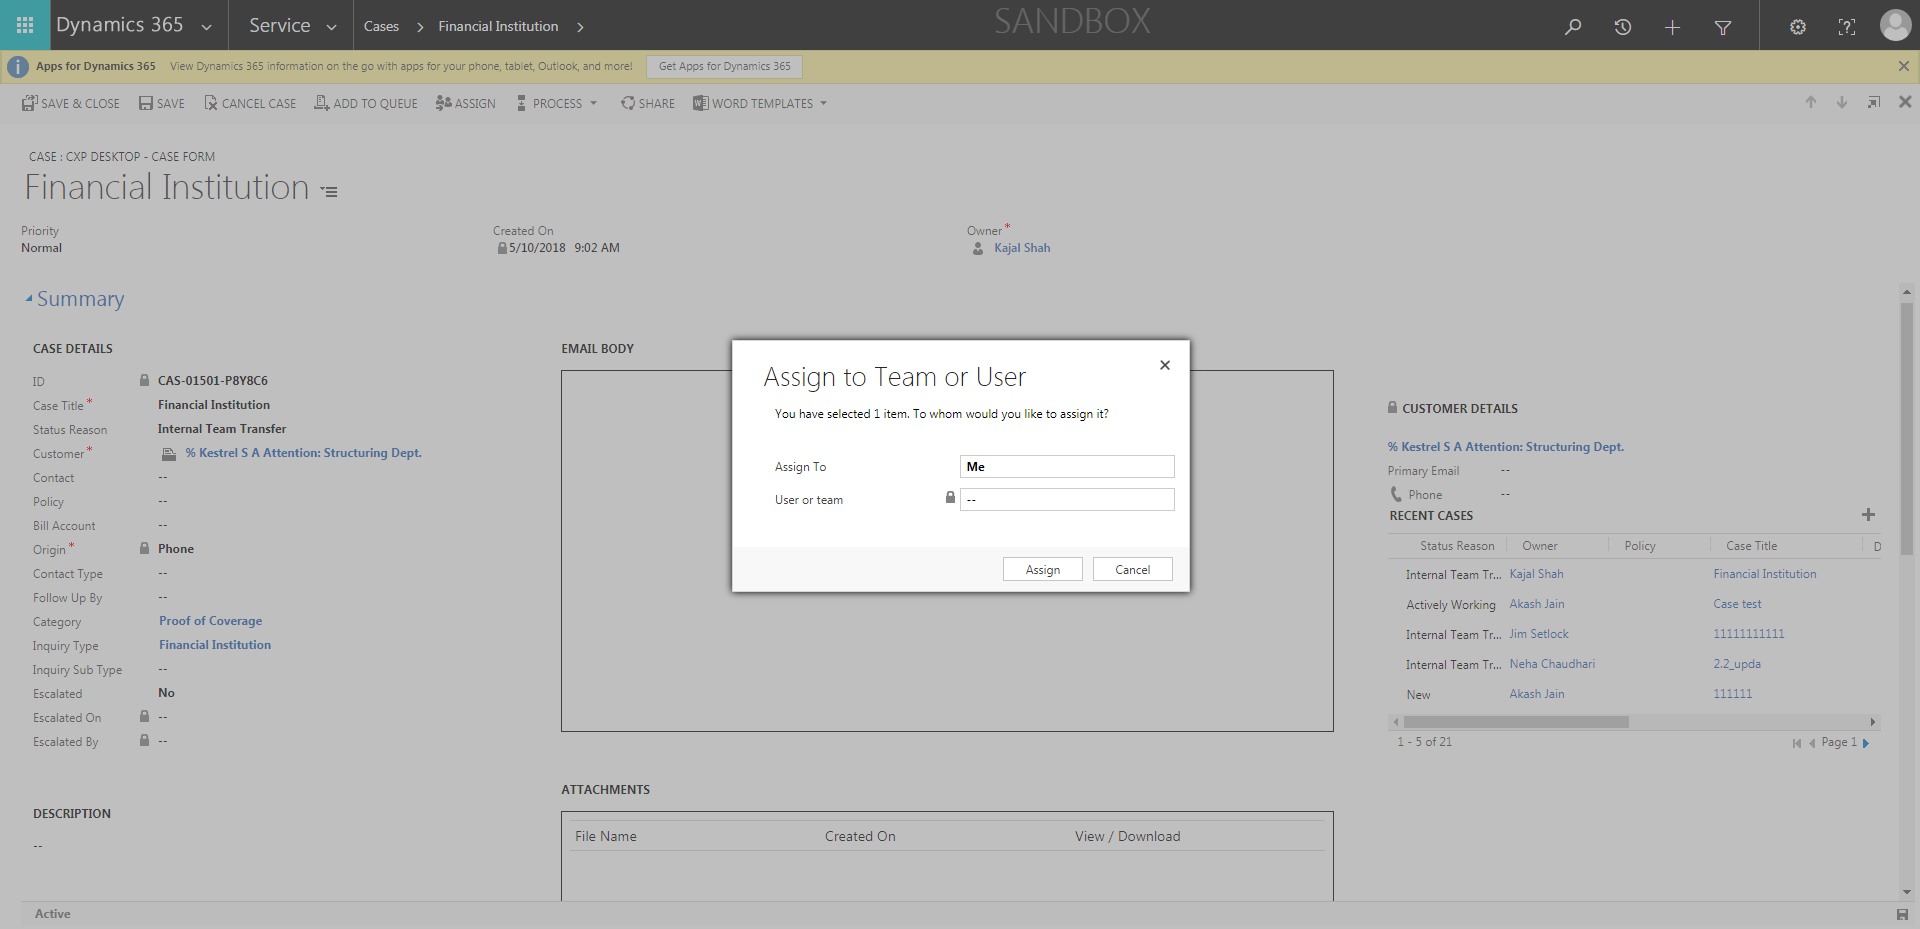 Dynamics 365 Service Cases Financial Institution SANDBOX
Apps for Dynamics 365 View Dynamics 365 information on the go with apps for your phone, tablet, Outlook, and more! Get Apps for Dynamics 365
SAVE & CLOSE SAVE CANCEL CASE ADD TO QUEUE ASSIGN PROCESS SHARE WORD TEMPLATES
CASE : CXP DESKTOP - CASE FORM
Financial Institution
Priority
Normal
Created On
5/10/2018 9:02 AM
Owner*
Kajal Shah
Summary
CASE DETAILS
ID CAS-01501-P8Y8C6
Case Title* Financial Institution
Status Reason Internal Team Transfer
Customer* % Kestrel S A Attention: Structuring Dept.
Contact --
Policy --
Bill Account --
Origin* Phone
Contact Type --
Follow Up By --
Category Proof of Coverage
Inquiry Type Financial Institution
Inquiry Sub Type --
Escalated No
Escalated On --
Escalated By --
DESCRIPTION
--
EMAIL BODY
Assign to Team or User
You have selected 1 item. To whom would you like to assign it?
Assign To Me
User or team --
Assign Cancel
ATTACHMENTS
File Name Created On View / Download
CUSTOMER DETAILS
% Kestrel S A Attention: Structuring Dept.
Primary Email --
Phone --
RECENT CASES
Status Reason Owner Policy Case Title D
Internal Team Tr... Kajal Shah Financial Institution
Actively Working Akash Jain Case test
Internal Team Tr... Jim Setlock 11111111111
Internal Team Tr... Neha Chaudhari 2.2_upda
New Akash Jain 111111
1 - 5 of 21 Page 1
Active